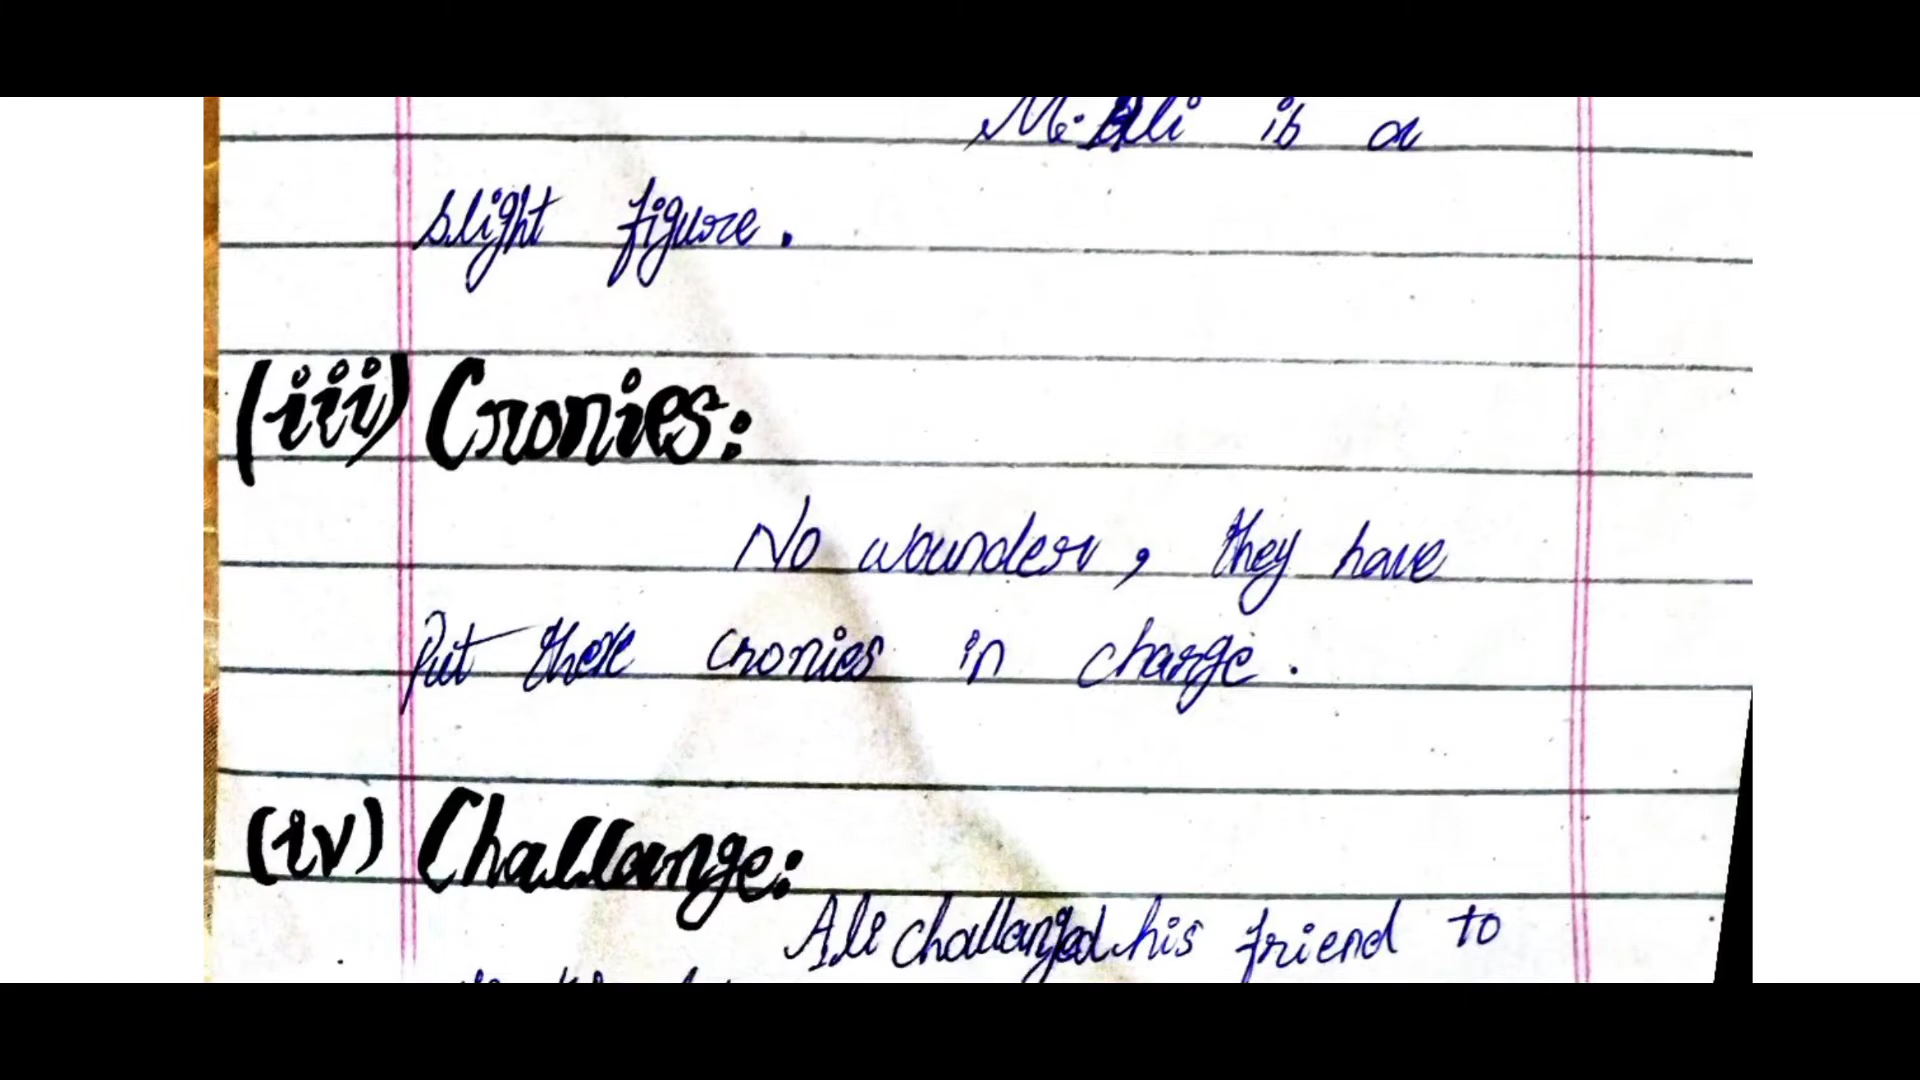 M. Ali is a
slight figure.
(iii) Cronies:
No wounder, they have
Put these cronies in charge.
(iv) Challange:
Ali challanged his friend to